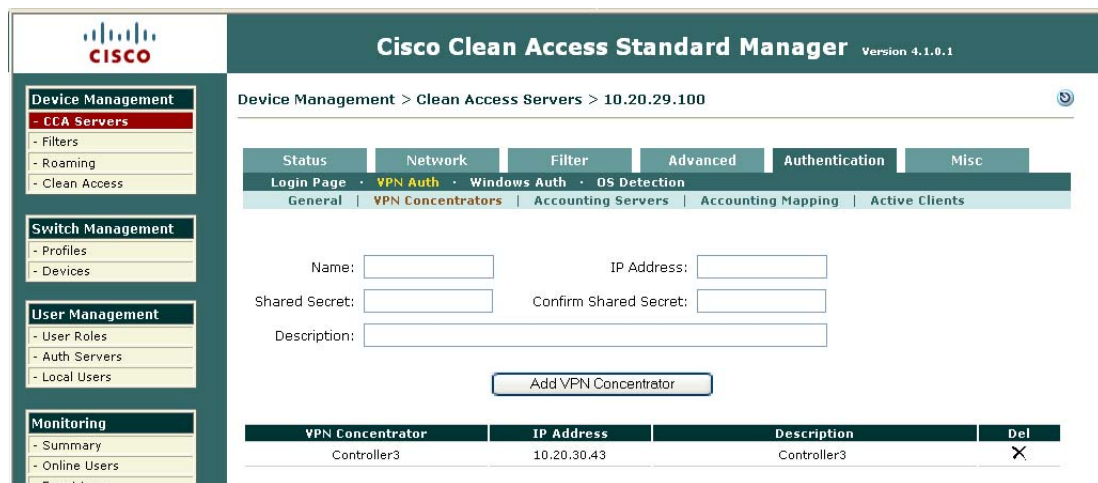 CISCO
Cisco Clean Access Standard Manager Version 4.1.0.1
Device Management
- CCA Servers
- Filters
- Roaming
- Clean Access
Switch Management
- Profiles
- Devices
User Management
- User Roles
- Auth Servers
- Local Users
Monitoring
- Summary
- Online Users
Device Management > Clean Access Servers > 10.20.29.100
Status Network Filter Advanced Authentication Misc
Login Page · VPN Auth · Windows Auth · OS Detection
General | VPN Concentrators | Accounting Servers | Accounting Mapping | Active Clients
Name: IP Address:
Shared Secret: Confirm Shared Secret:
Description:
Add VPN Concentrator
VPN Concentrator IP Address Description Del
Controller3 10.20.30.43 Controller3